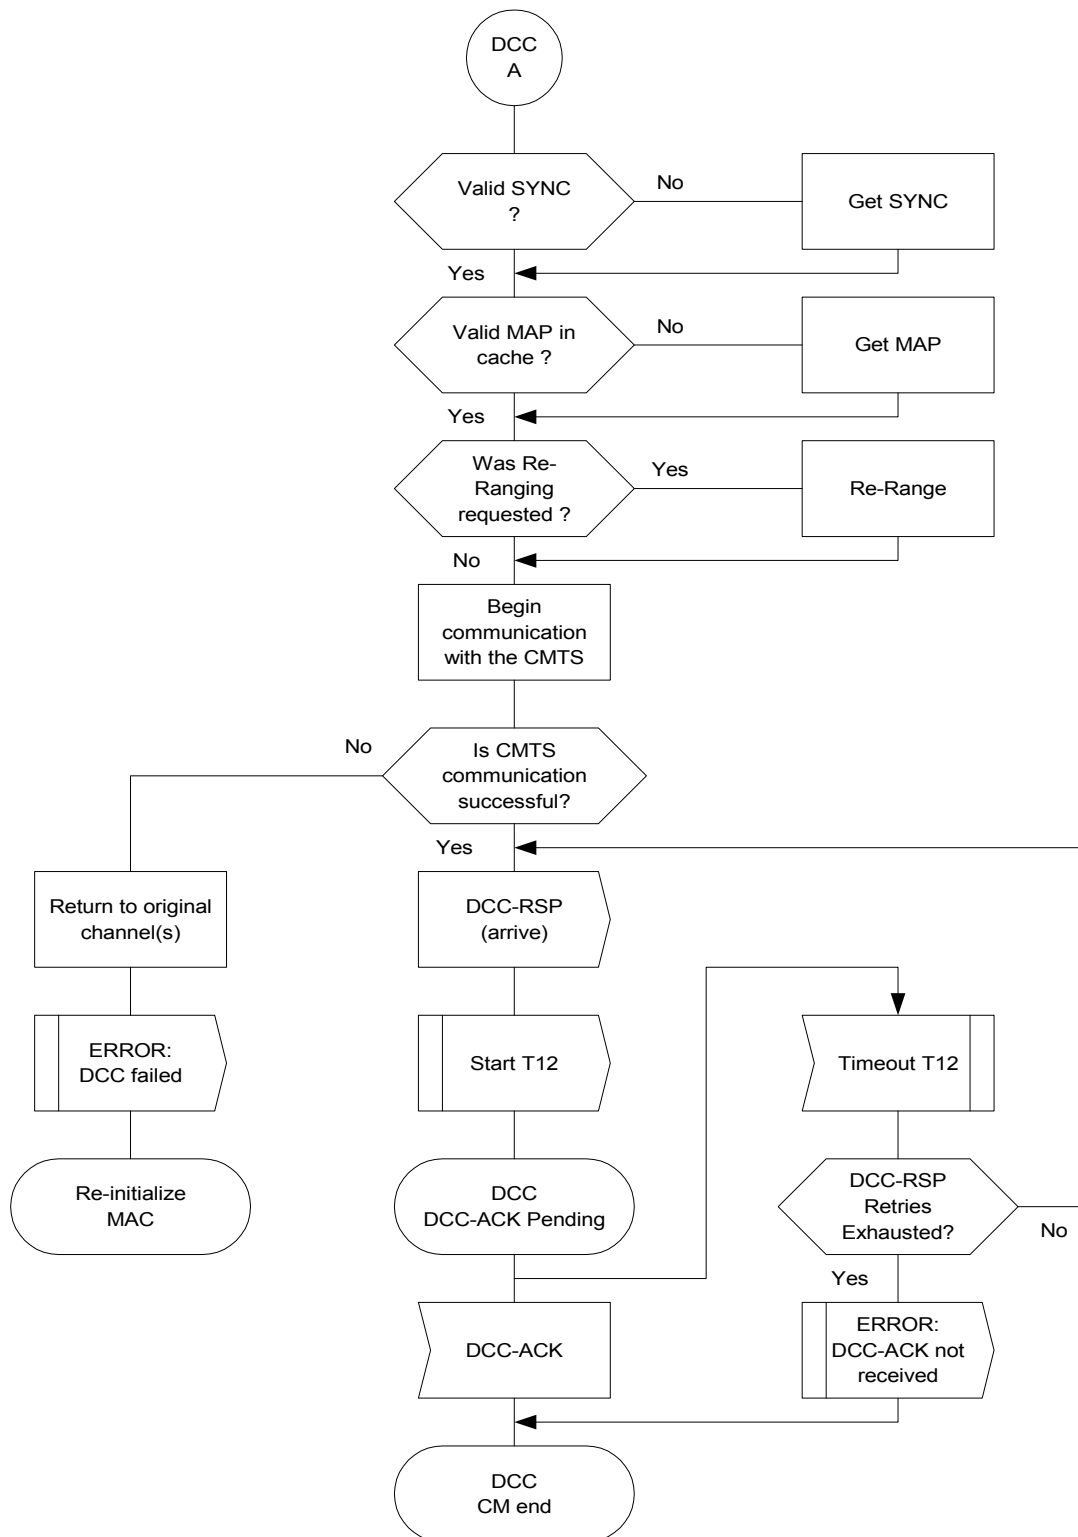 DCC
A
Valid SYNC
?
No
Get SYNC
Yes
Valid MAP in
cache ?
No
Get MAP
Yes
Was Re-
Ranging
requested ?
Yes
Re-Range
No
Begin
communication
with the CMTS
No
Is CMTS
communication
successful?
Yes
Return to original
channel(s)
DCC-RSP
(arrive)
ERROR:
DCC failed
Start T12
Timeout T12
Re-initialize
MAC
DCC
DCC-ACK Pending
DCC-RSP
Retries
Exhausted?
No
Yes
DCC-ACK
ERROR:
DCC-ACK not
received
DCC
CM end